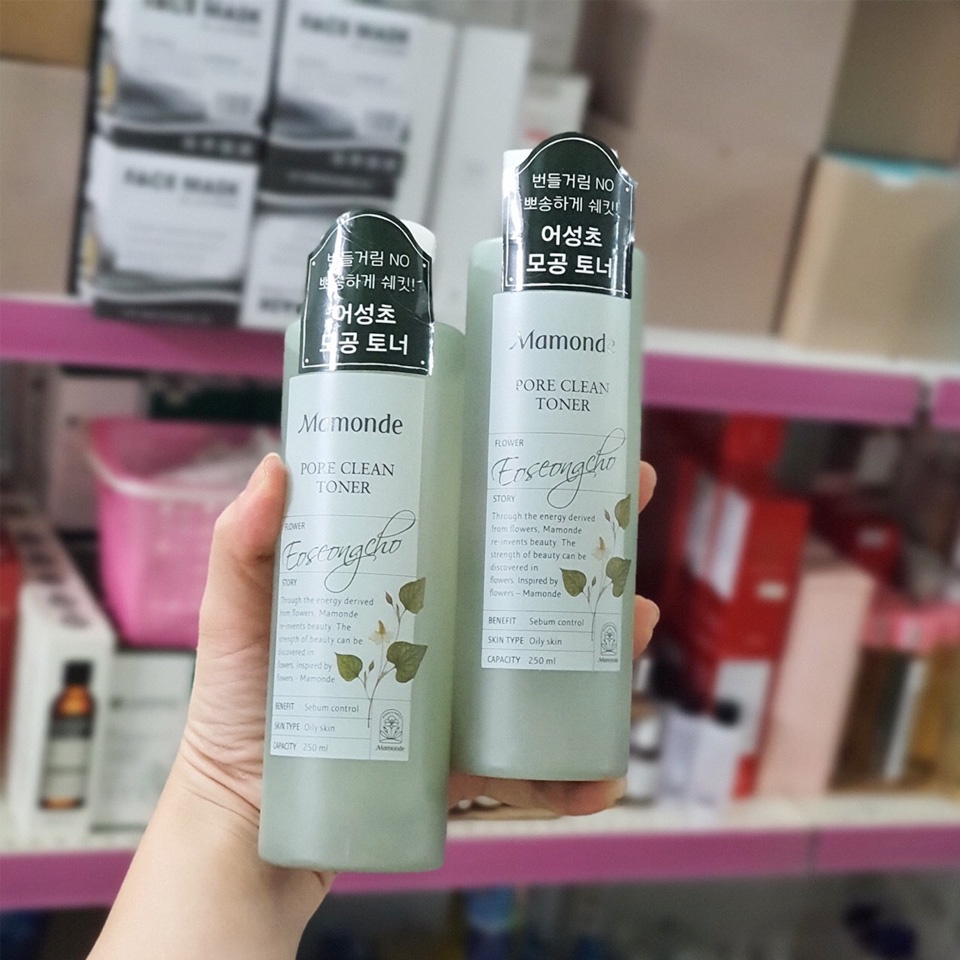 FACE MASK
FACE MASK
FACE MASK
번들거림 NO
뽀송하게 쉐킷!
어성초
모공 토너
Mamonde
PORE CLEAN
TONER
FLOWER
Eoseongcho
STORY
Through the energy derived
from flowers, Mamonde
re-invents beauty. The
strength of beauty can be
discovered in
flowers. Inspired by
flowers - Mamonde
BENEFIT Sebum control
SKIN TYPE Oily skin
CAPACITY 250 ml
Mamonde
번들거림 NO
뽀송하게 쉐킷!
어성초
모공 토너
Mamonde
PORE CLEAN
TONER
FLOWER
Eoseongcho
STORY
Through the energy derived
from flowers, Mamonde
re-invents beauty. The
strength of beauty can be
discovered in
flowers. Inspired by
flowers - Mamonde
BENEFIT Sebum control
SKIN TYPE Oily skin
CAPACITY 250 ml
Mamonde